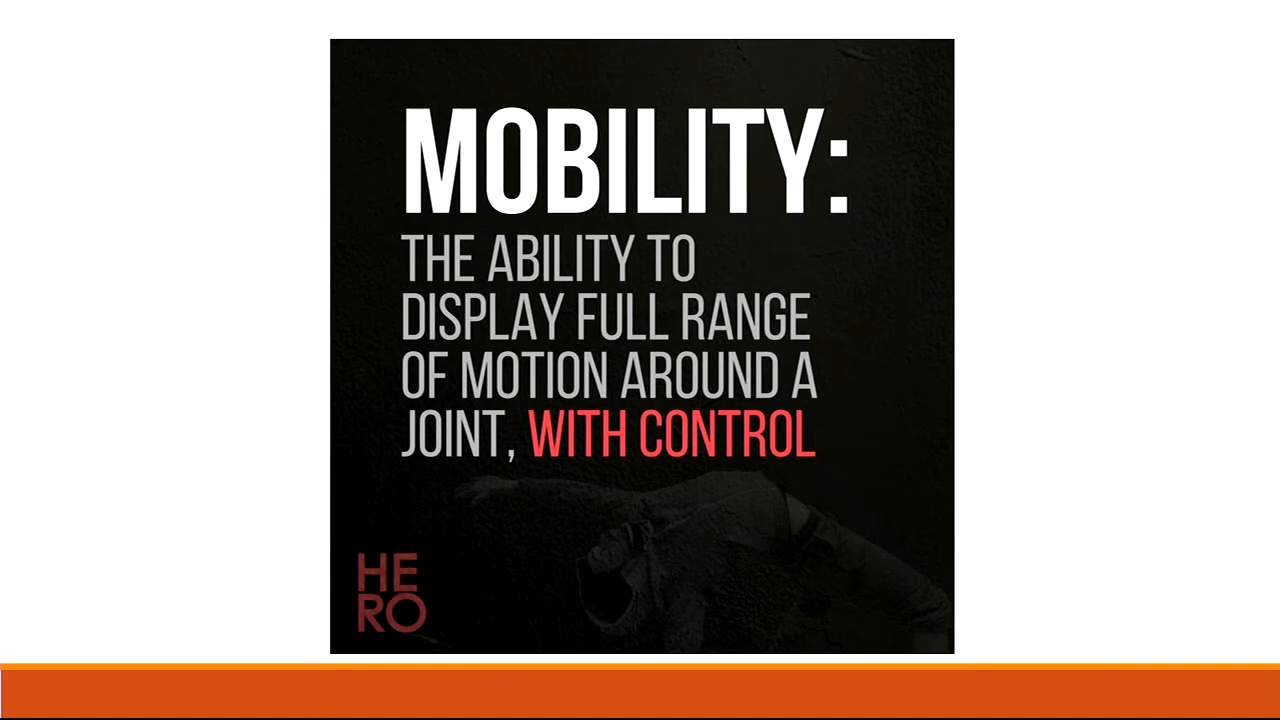 MOBILITY:
THE ABILITY TO
DISPLAY FULL RANGE
OF MOTION AROUND A
JOINT, WITH CONTROL
HE
RO